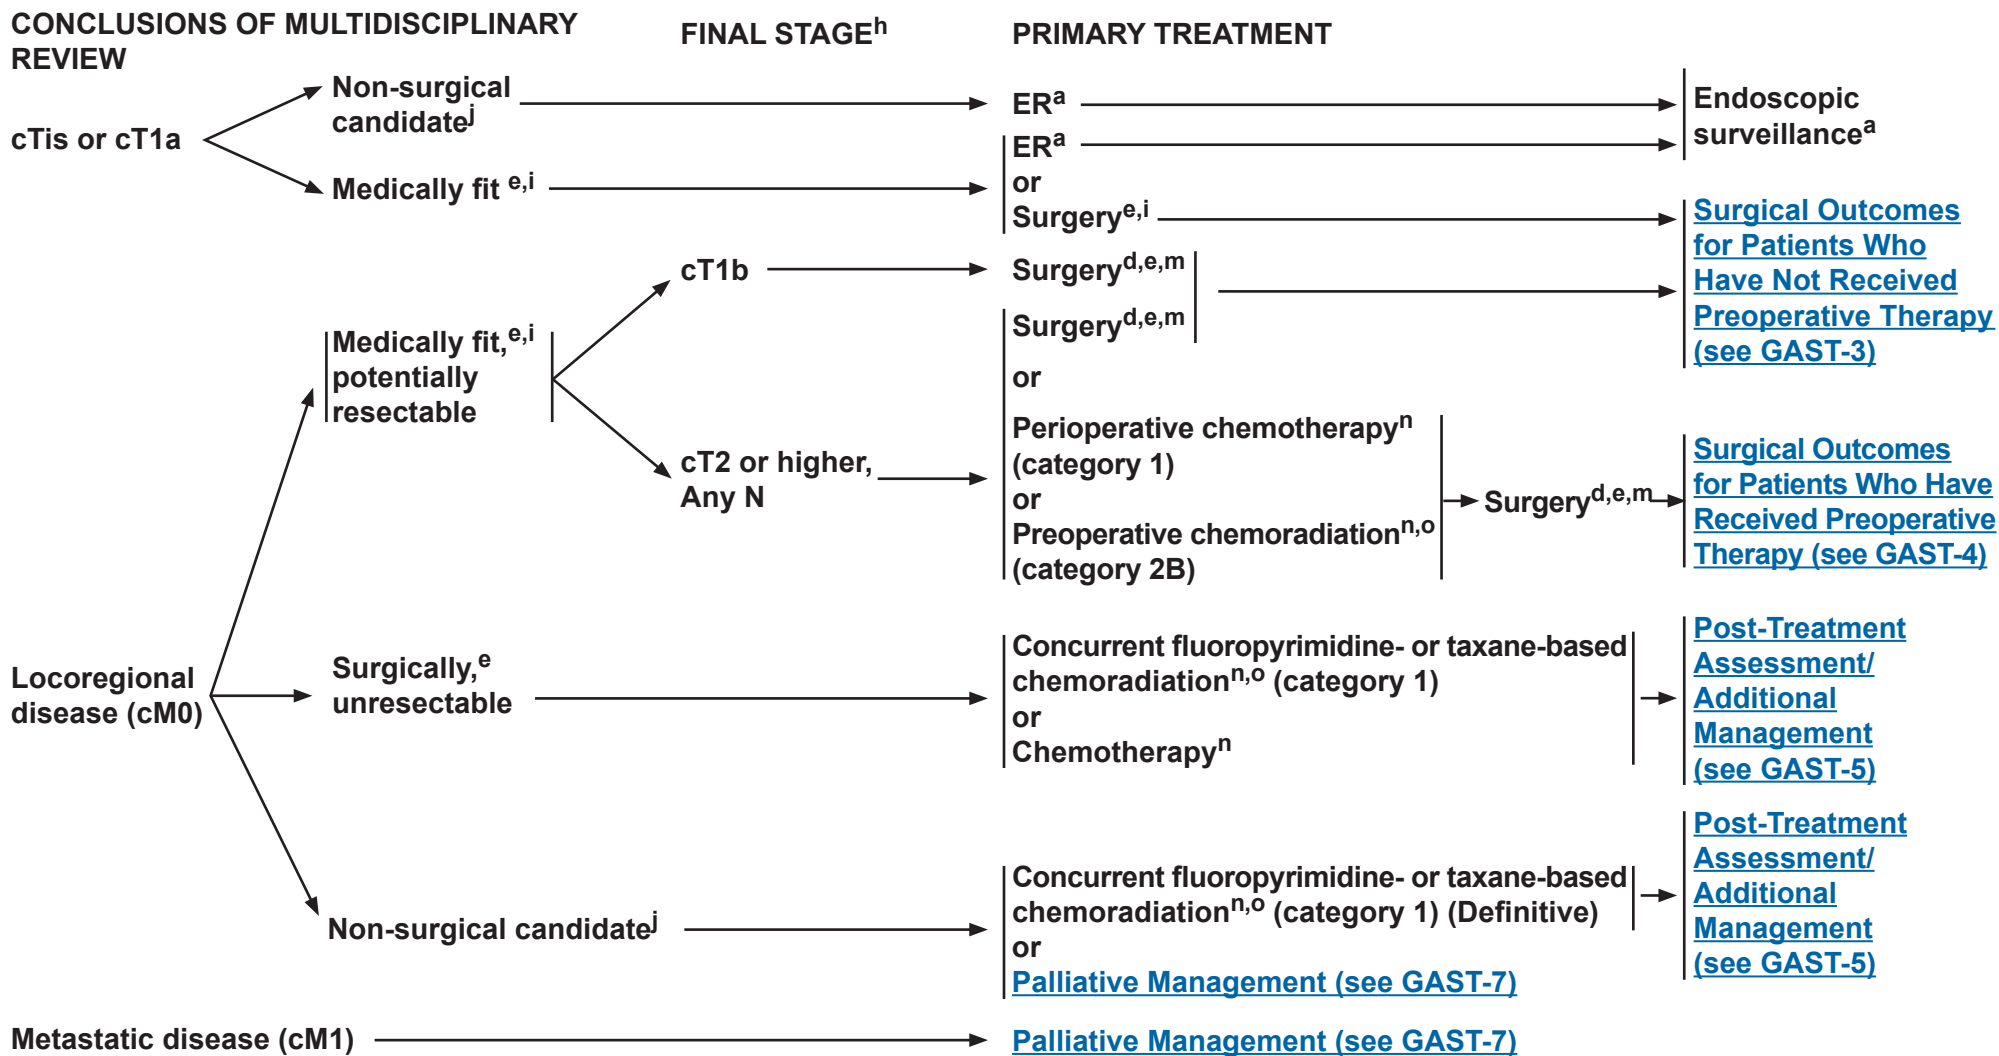 CONCLUSIONS OF MULTIDISCIPLINARY
REVIEW
FINAL STAGEh
PRIMARY TREATMENT
cTis or cT1a
Non-surgical
candidatej
ERa
Endoscopic
surveillancea
Medically fit e,i
ERa
or
Surgerye,i
Surgical Outcomes
for Patients Who
Have Not Received
Preoperative Therapy
(see GAST-3)
Locoregional
disease (cM0)
Medically fit,e,i
potentially
resectable
cT1b
Surgeryd,e,m
cT2 or higher,
Any N
Surgeryd,e,m
or
Perioperative chemotherapyn
(category 1)
or
Preoperative chemoradiationn,o
(category 2B)
Surgeryd,e,m
Surgical Outcomes
for Patients Who Have
Received Preoperative
Therapy (see GAST-4)
Surgically,e
unresectable
Concurrent fluoropyrimidine- or taxane-based
chemoradiationn,o (category 1)
or
Chemotherapyn
Post-Treatment
Assessment/
Additional
Management
(see GAST-5)
Non-surgical candidatej
Concurrent fluoropyrimidine- or taxane-based
chemoradiationn,o (category 1) (Definitive)
or
Palliative Management (see GAST-7)
Post-Treatment
Assessment/
Additional
Management
(see GAST-5)
Metastatic disease (cM1)
Palliative Management (see GAST-7)